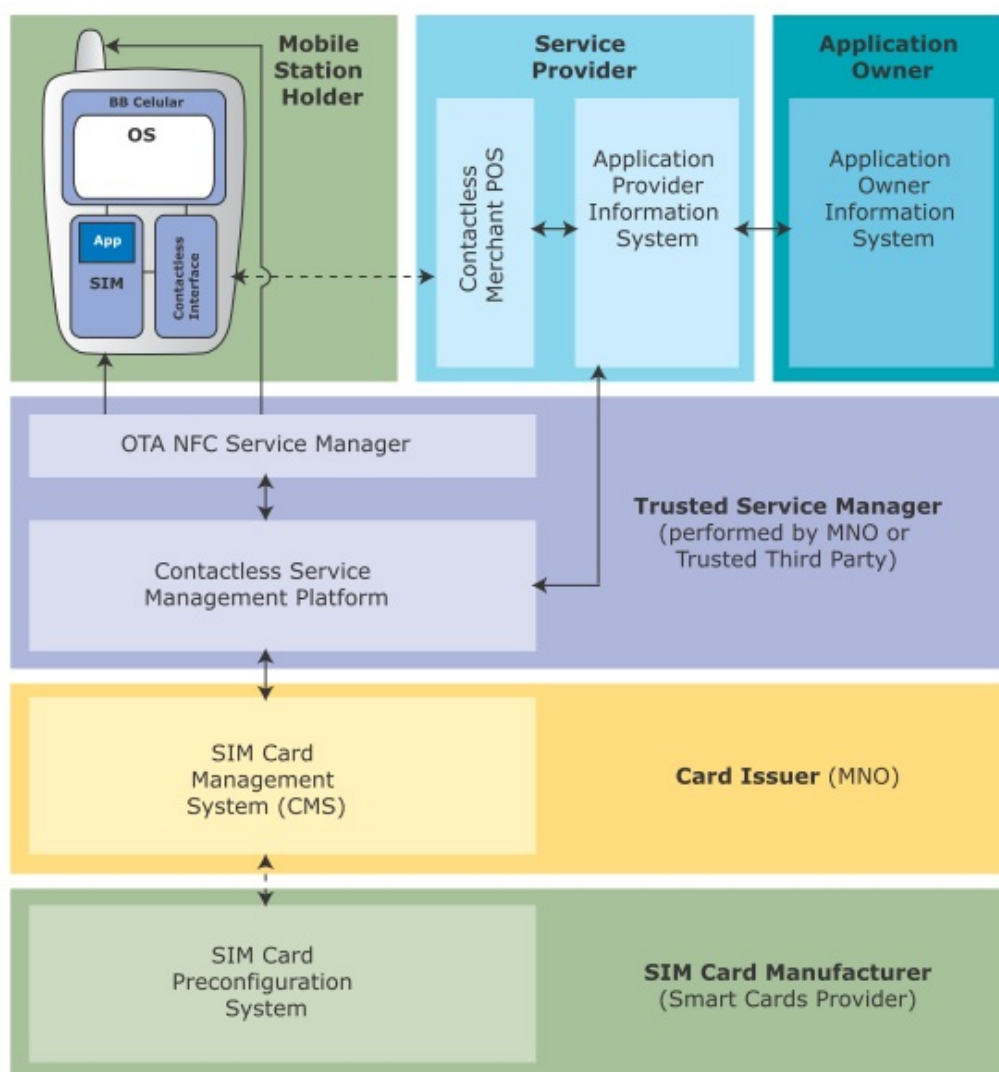 Mobile
Station
Holder
BB Celular
OS
App
SIM
Contactless
Interface
Service
Provider
Contactless
Merchant POS
Application
Provider
Information
System
Application
Owner
Application
Owner
Information
System
OTA NFC Service Manager
Contactless Service
Management Platform
Trusted Service Manager
(performed by MNO or
Trusted Third Party)
SIM Card
Management
System (CMS)
Card Issuer (MNO)
SIM Card
Preconfiguration
System
SIM Card Manufacturer
(Smart Cards Provider)